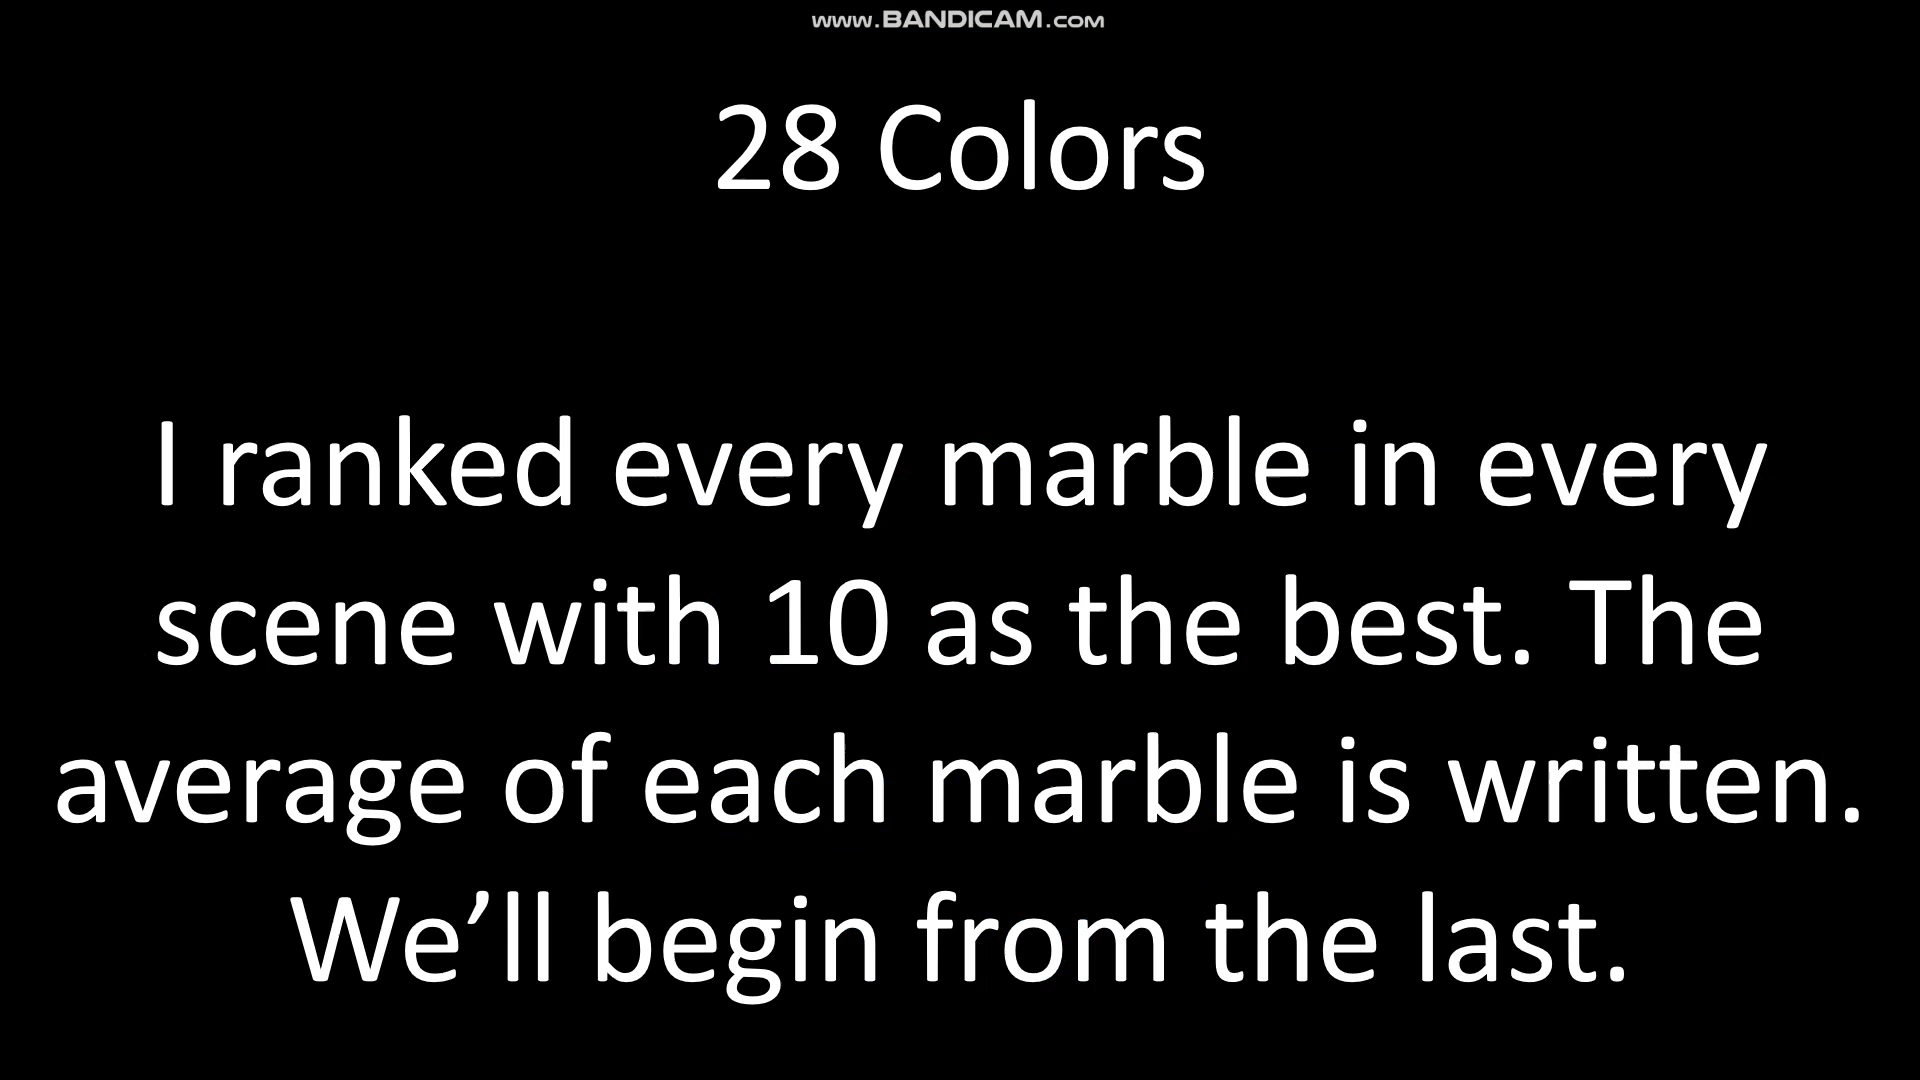 www.BANDICAM.com
28 Colors
I ranked every marble in every
scene with 10 as the best. The
average of each marble is written.
We’ll begin from the last.